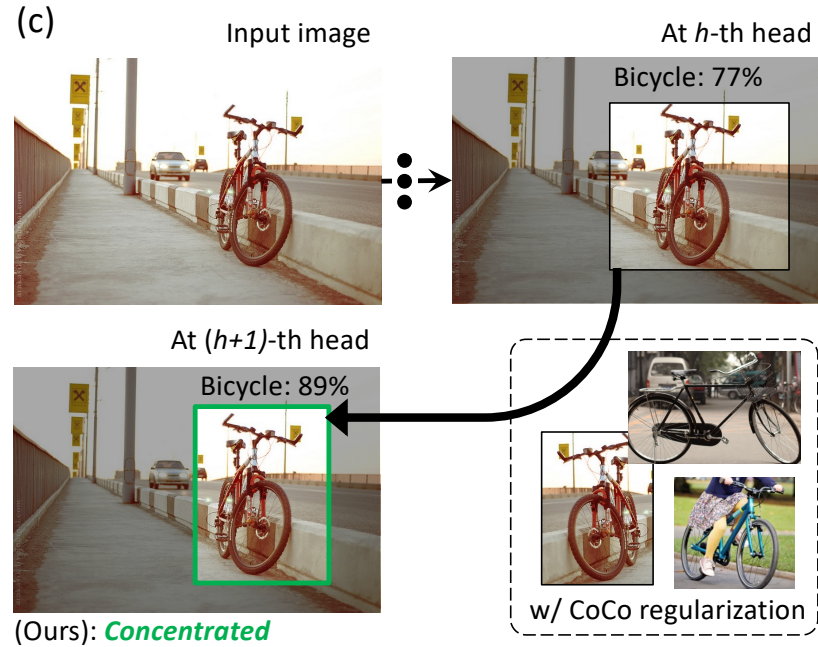 (c)
Input image
At h-th head
Bicycle: 77%
At (h+1)-th head
Bicycle: 89%
w/ CoCo regularization
(Ours): Concentrated